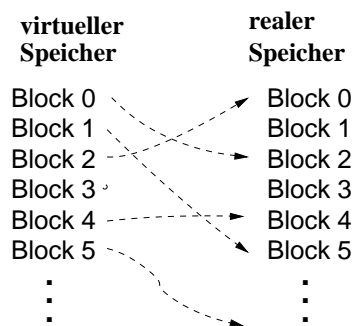 virtueller
Speicher
Block 0
Block 1
Block 2
Block 3
Block 4
Block 5
realer
Speicher
Block 0
Block 1
Block 2
Block 3
Block 4
Block 5